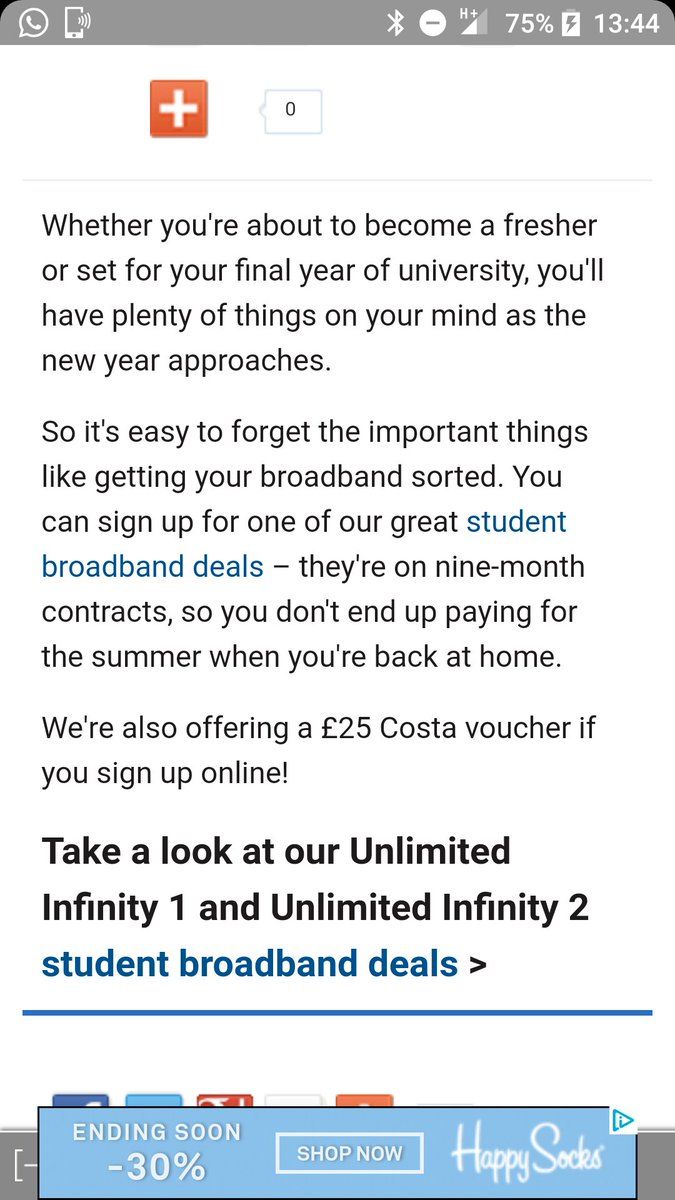 H+ 75% 13:44
0
Whether you're about to become a fresher
or set for your final year of university, you'll
have plenty of things on your mind as the
new year approaches.
So it's easy to forget the important things
like getting your broadband sorted. You
can sign up for one of our great student
broadband deals – they're on nine-month
contracts, so you don't end up paying for
the summer when you're back at home.
We're also offering a £25 Costa voucher if
you sign up online!
Take a look at our Unlimited
Infinity 1 and Unlimited Infinity 2
student broadband deals >
ENDING SOON
-30%
SHOP NOW
HappySocks